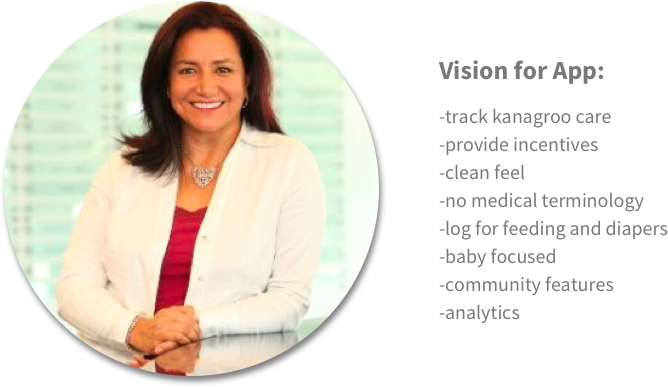 Vision for App:
-track kanagroo care
-provide incentives
-clean feel
-no medical terminology
-log for feeding and diapers
-baby focused
-community features
-analytics